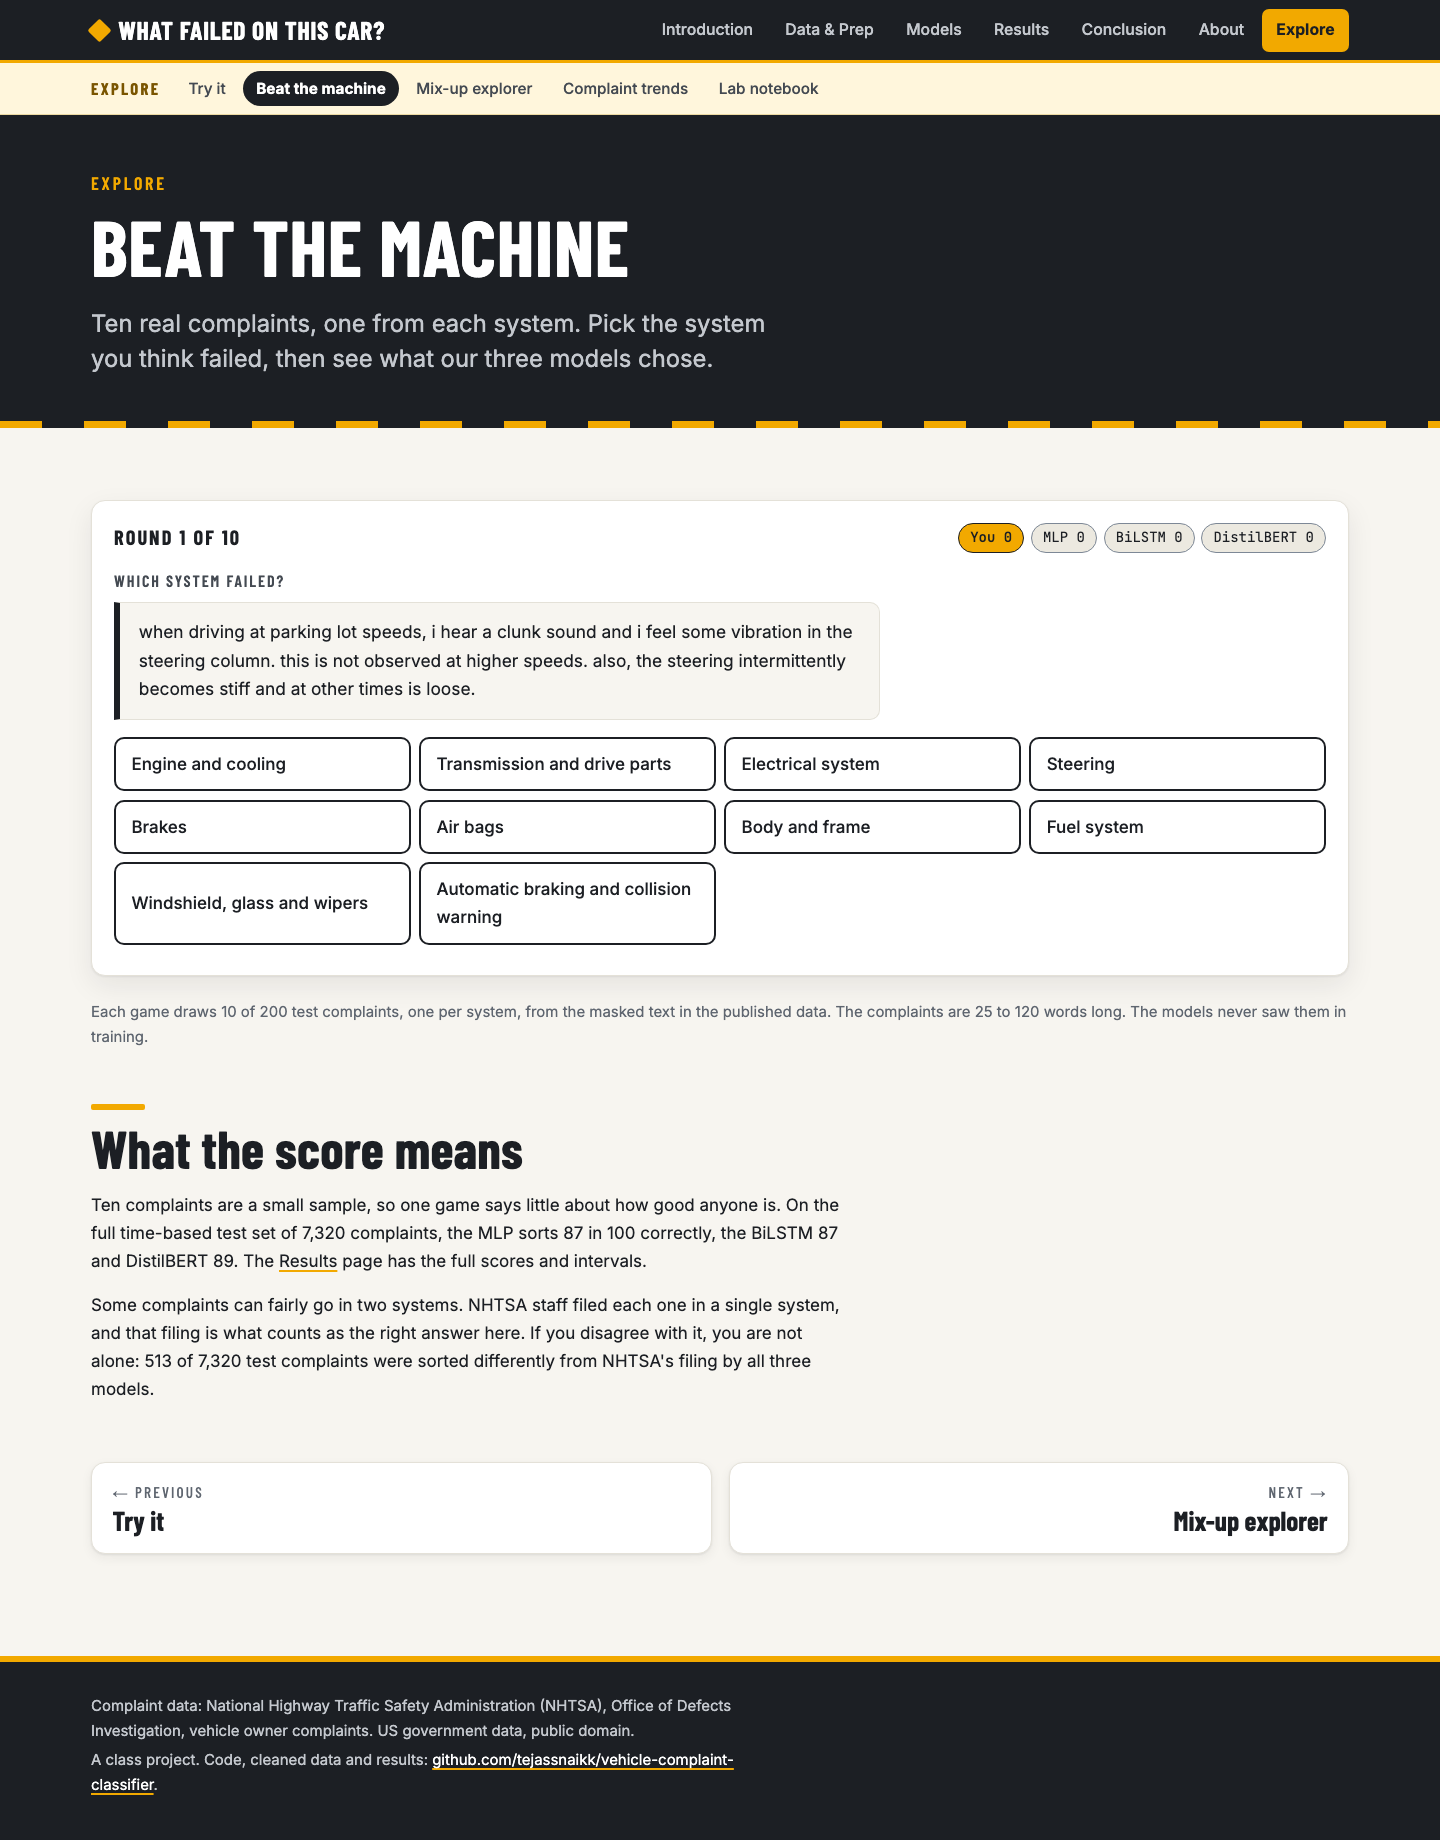 WHAT FAILED ON THIS CAR?
Introduction
Data & Prep
Models
Results
Conclusion
About
Explore
EXPLORE
Try it
Beat the machine
Mix-up explorer
Complaint trends
Lab notebook
EXPLORE
BEAT THE MACHINE
Ten real complaints, one from each system. Pick the system
you think failed, then see what our three models chose.
ROUND 1 OF 10
You 0
MLP 0
BiLSTM 0
DistilBERT 0
WHICH SYSTEM FAILED?
when driving at parking lot speeds, i hear a clunk sound and i feel some vibration in the
steering column. this is not observed at higher speeds. also, the steering intermittently
becomes stiff and at other times is loose.
Engine and cooling
Transmission and drive parts
Electrical system
Steering
Brakes
Air bags
Body and frame
Fuel system
Windshield, glass and wipers
Automatic braking and collision
warning
Each game draws 10 of 200 test complaints, one per system, from the masked text in the published data. The complaints are 25 to 120 words long. The models never saw them in
training.
What the score means
Ten complaints are a small sample, so one game says little about how good anyone is. On the
full time-based test set of 7,320 complaints, the MLP sorts 87 in 100 correctly, the BiLSTM 87
and DistilBERT 89. The Results page has the full scores and intervals.
Some complaints can fairly go in two systems. NHTSA staff filed each one in a single system,
and that filing is what counts as the right answer here. If you disagree with it, you are not
alone: 513 of 7,320 test complaints were sorted differently from NHTSA's filing by all three
models.
← PREVIOUS
Try it
NEXT →
Mix-up explorer
Complaint data: National Highway Traffic Safety Administration (NHTSA), Office of Defects
Investigation, vehicle owner complaints. US government data, public domain.
A class project. Code, cleaned data and results: github.com/tejassnaikk/vehicle-complaint-
classifier.